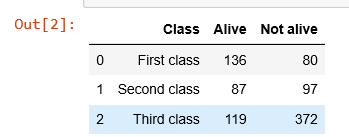 Out[2]:
Class Alive Not alive
0 First class 136 80
1 Second class 87 97
2 Third class 119 372